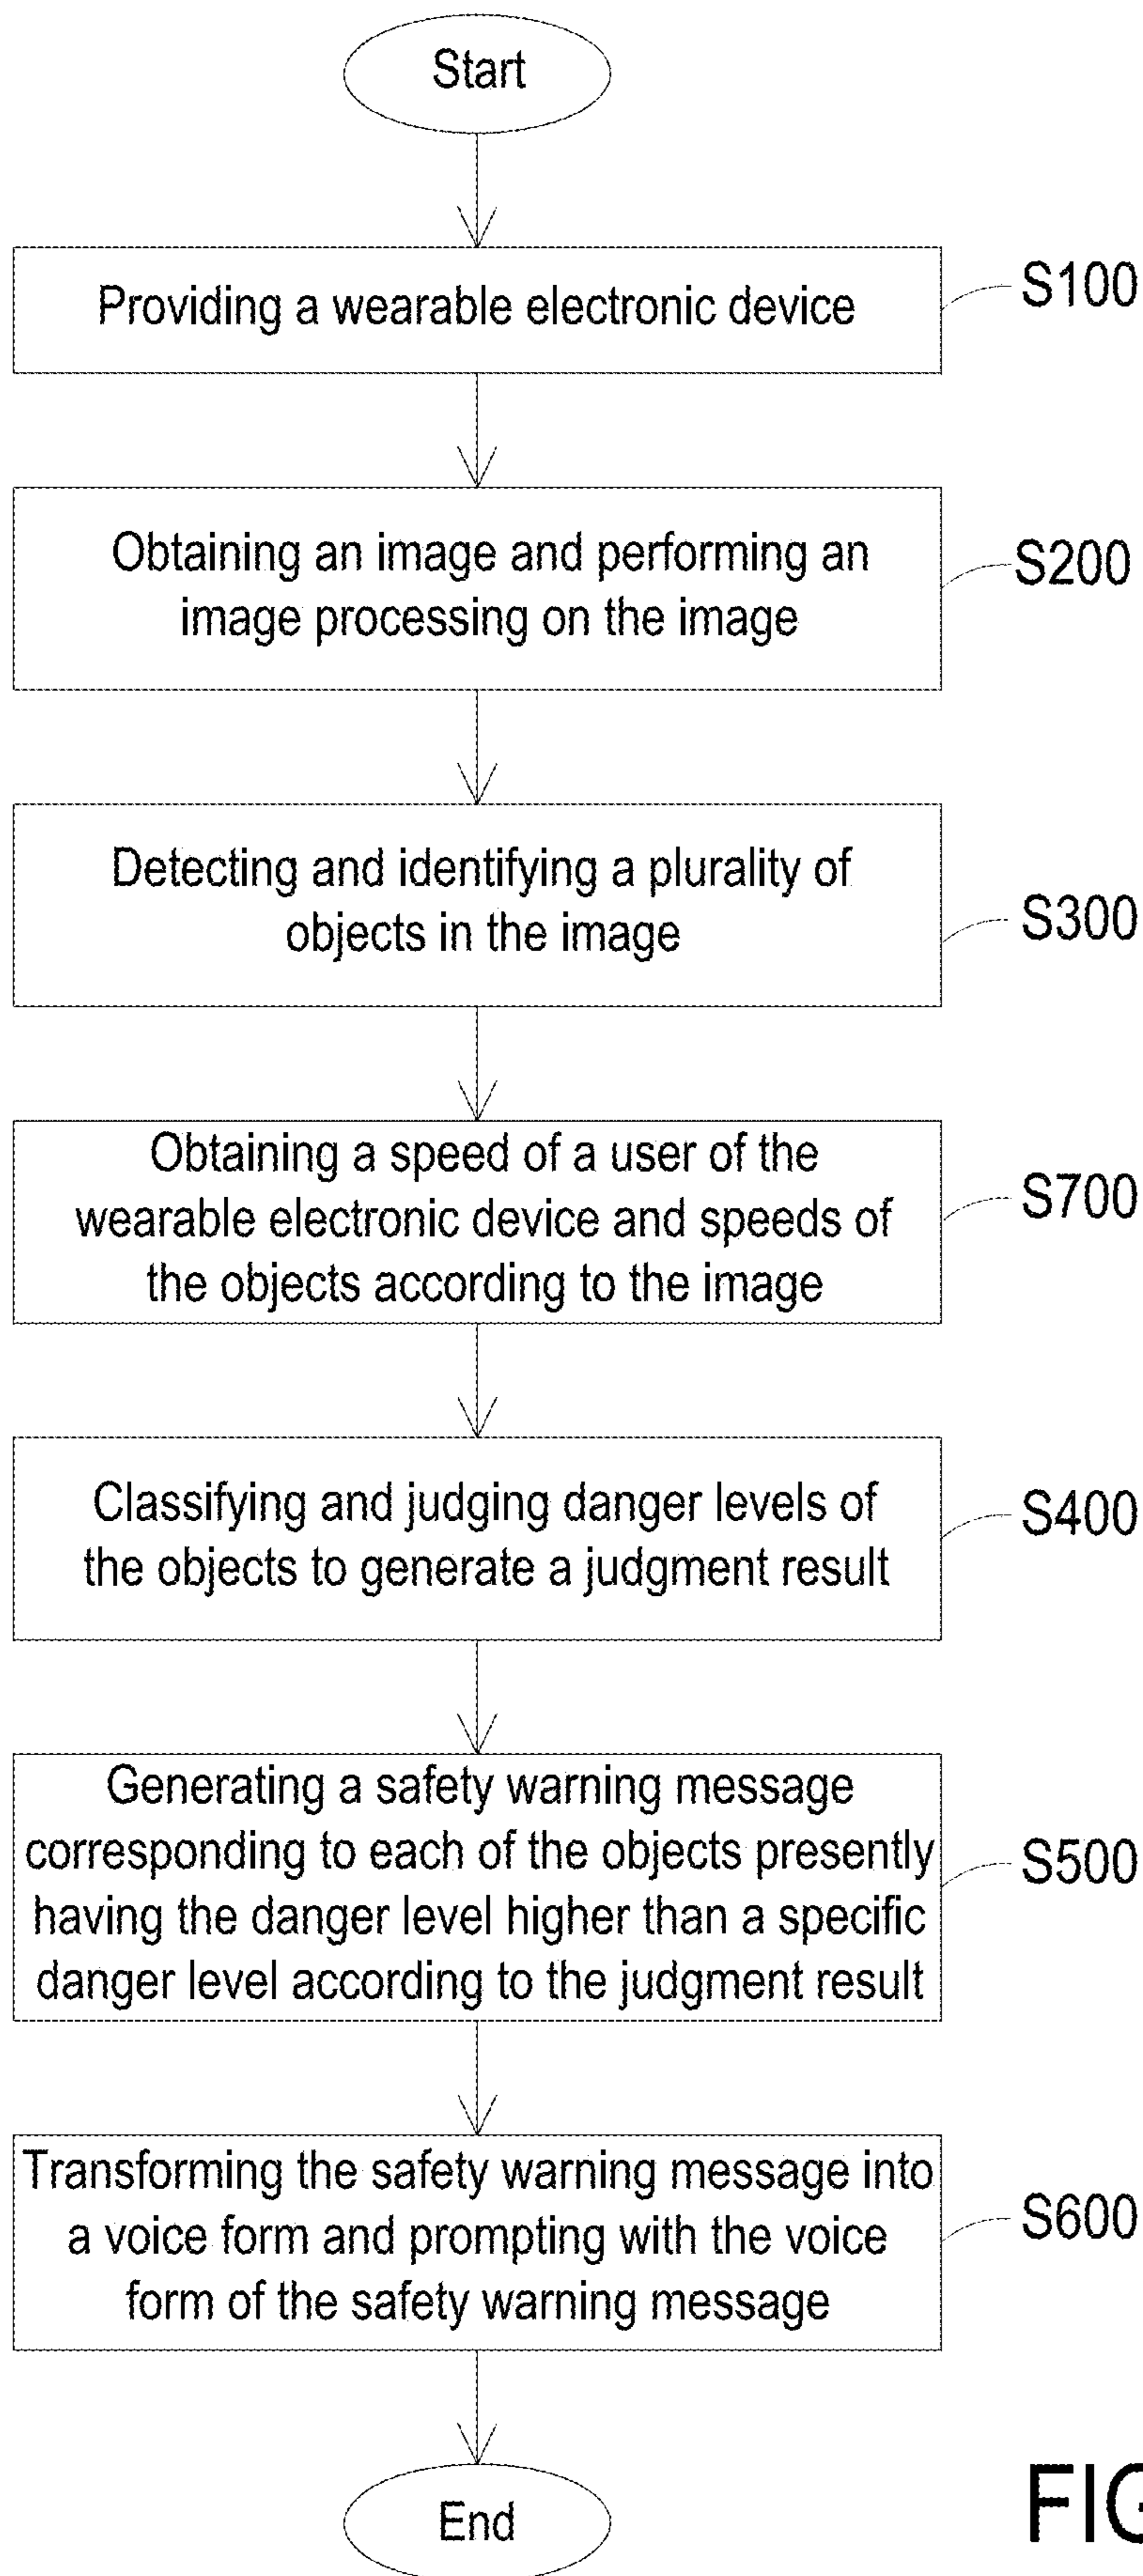 Start
Providing a wearable electronic device
S100
Obtaining an image and performing an
image processing on the image
S200
Detecting and identifying a plurality of
objects in the image
S300
Obtaining a speed of a user of the
wearable electronic device and speeds of
the objects according to the image
S700
Classifying and judging danger levels of
the objects to generate a judgment result
S400
Generating a safety warning message
corresponding to each of the objects presently
having the danger level higher than a specific
danger level according to the judgment result
S500
Transforming the safety warning message into
a voice form and prompting with the voice
form of the safety warning message
S600
End